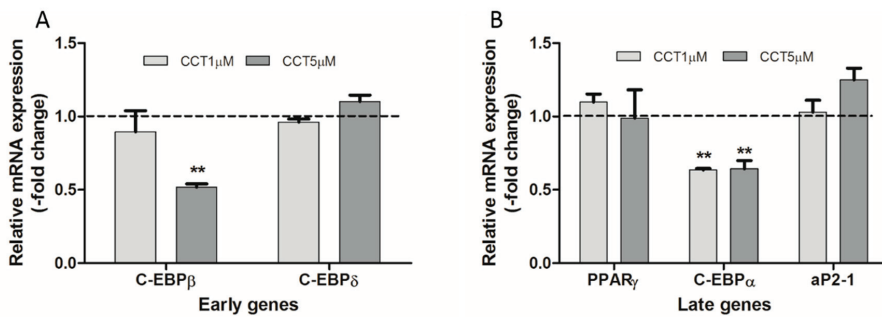 A
Relative mRNA expression
(-fold change)
1.5
1.0
0.5
0.0
CCT1μM
CCT5μM
**
C-EBPβ
C-EBPδ
Early genes
B
Relative mRNA expression
(-fold change)
1.5
1.0
0.5
0.0
CCT1μM
CCT5μM
**
**
PPARγ
C-EBPα
aP2-1
Late genes